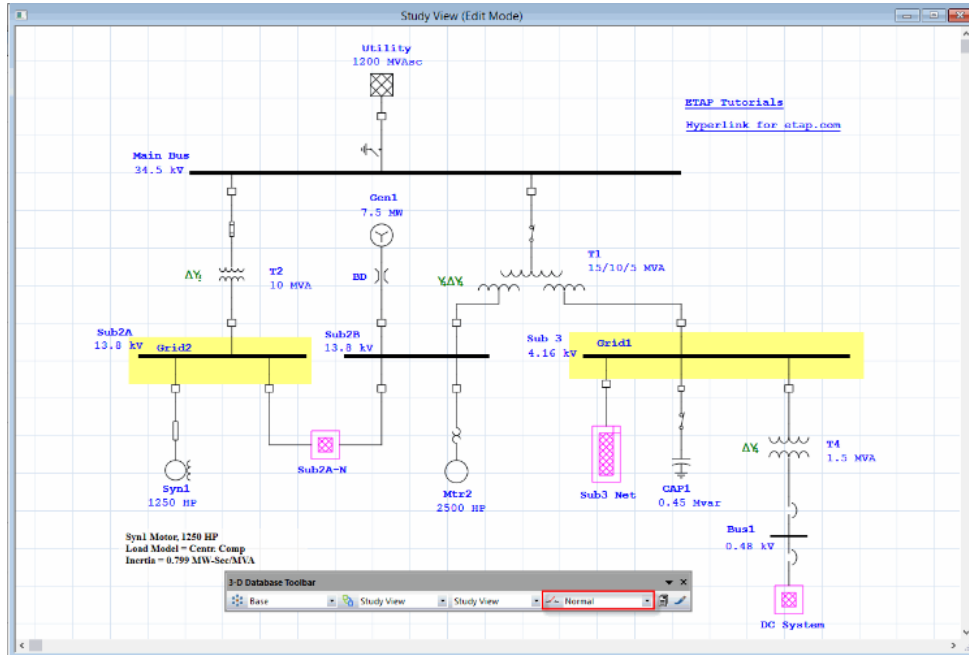 Study View (Edit Mode)
Utility
1200 MVAsc
ETAP Tutorials
Hyperlink for etap.com
Main Bus
34.5 kV
Gen1
7.5 MW
T1
15/10/5 MVA
T2
10 MVA
BD
Sub2A
13.8 kV
Grid2
Sub2B
13.8 kV
Sub 3
4.16 kV
Grid1
T4
1.5 MVA
Sub2A-N
Syn1
1250 HP
Mtr2
2500 HP
Sub3 Net
CAP1
0.45 Mvar
Bus1
0.48 kV
Syn1 Motor, 1250 HP
Load Model = Centr. Comp
Inertia = 0.799 MW-Sec/MVA
3-D Database Toolbar
Base
Study View
Study View
Normal
DC System